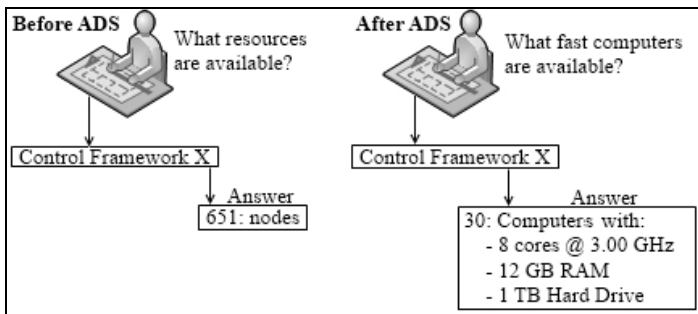 Before ADS
What resources
are available?
Control Framework X
Answer
651: nodes
After ADS
What fast computers
are available?
Control Framework X
Answer
30: Computers with:
- 8 cores @ 3.00 GHz
- 12 GB RAM
- 1 TB Hard Drive